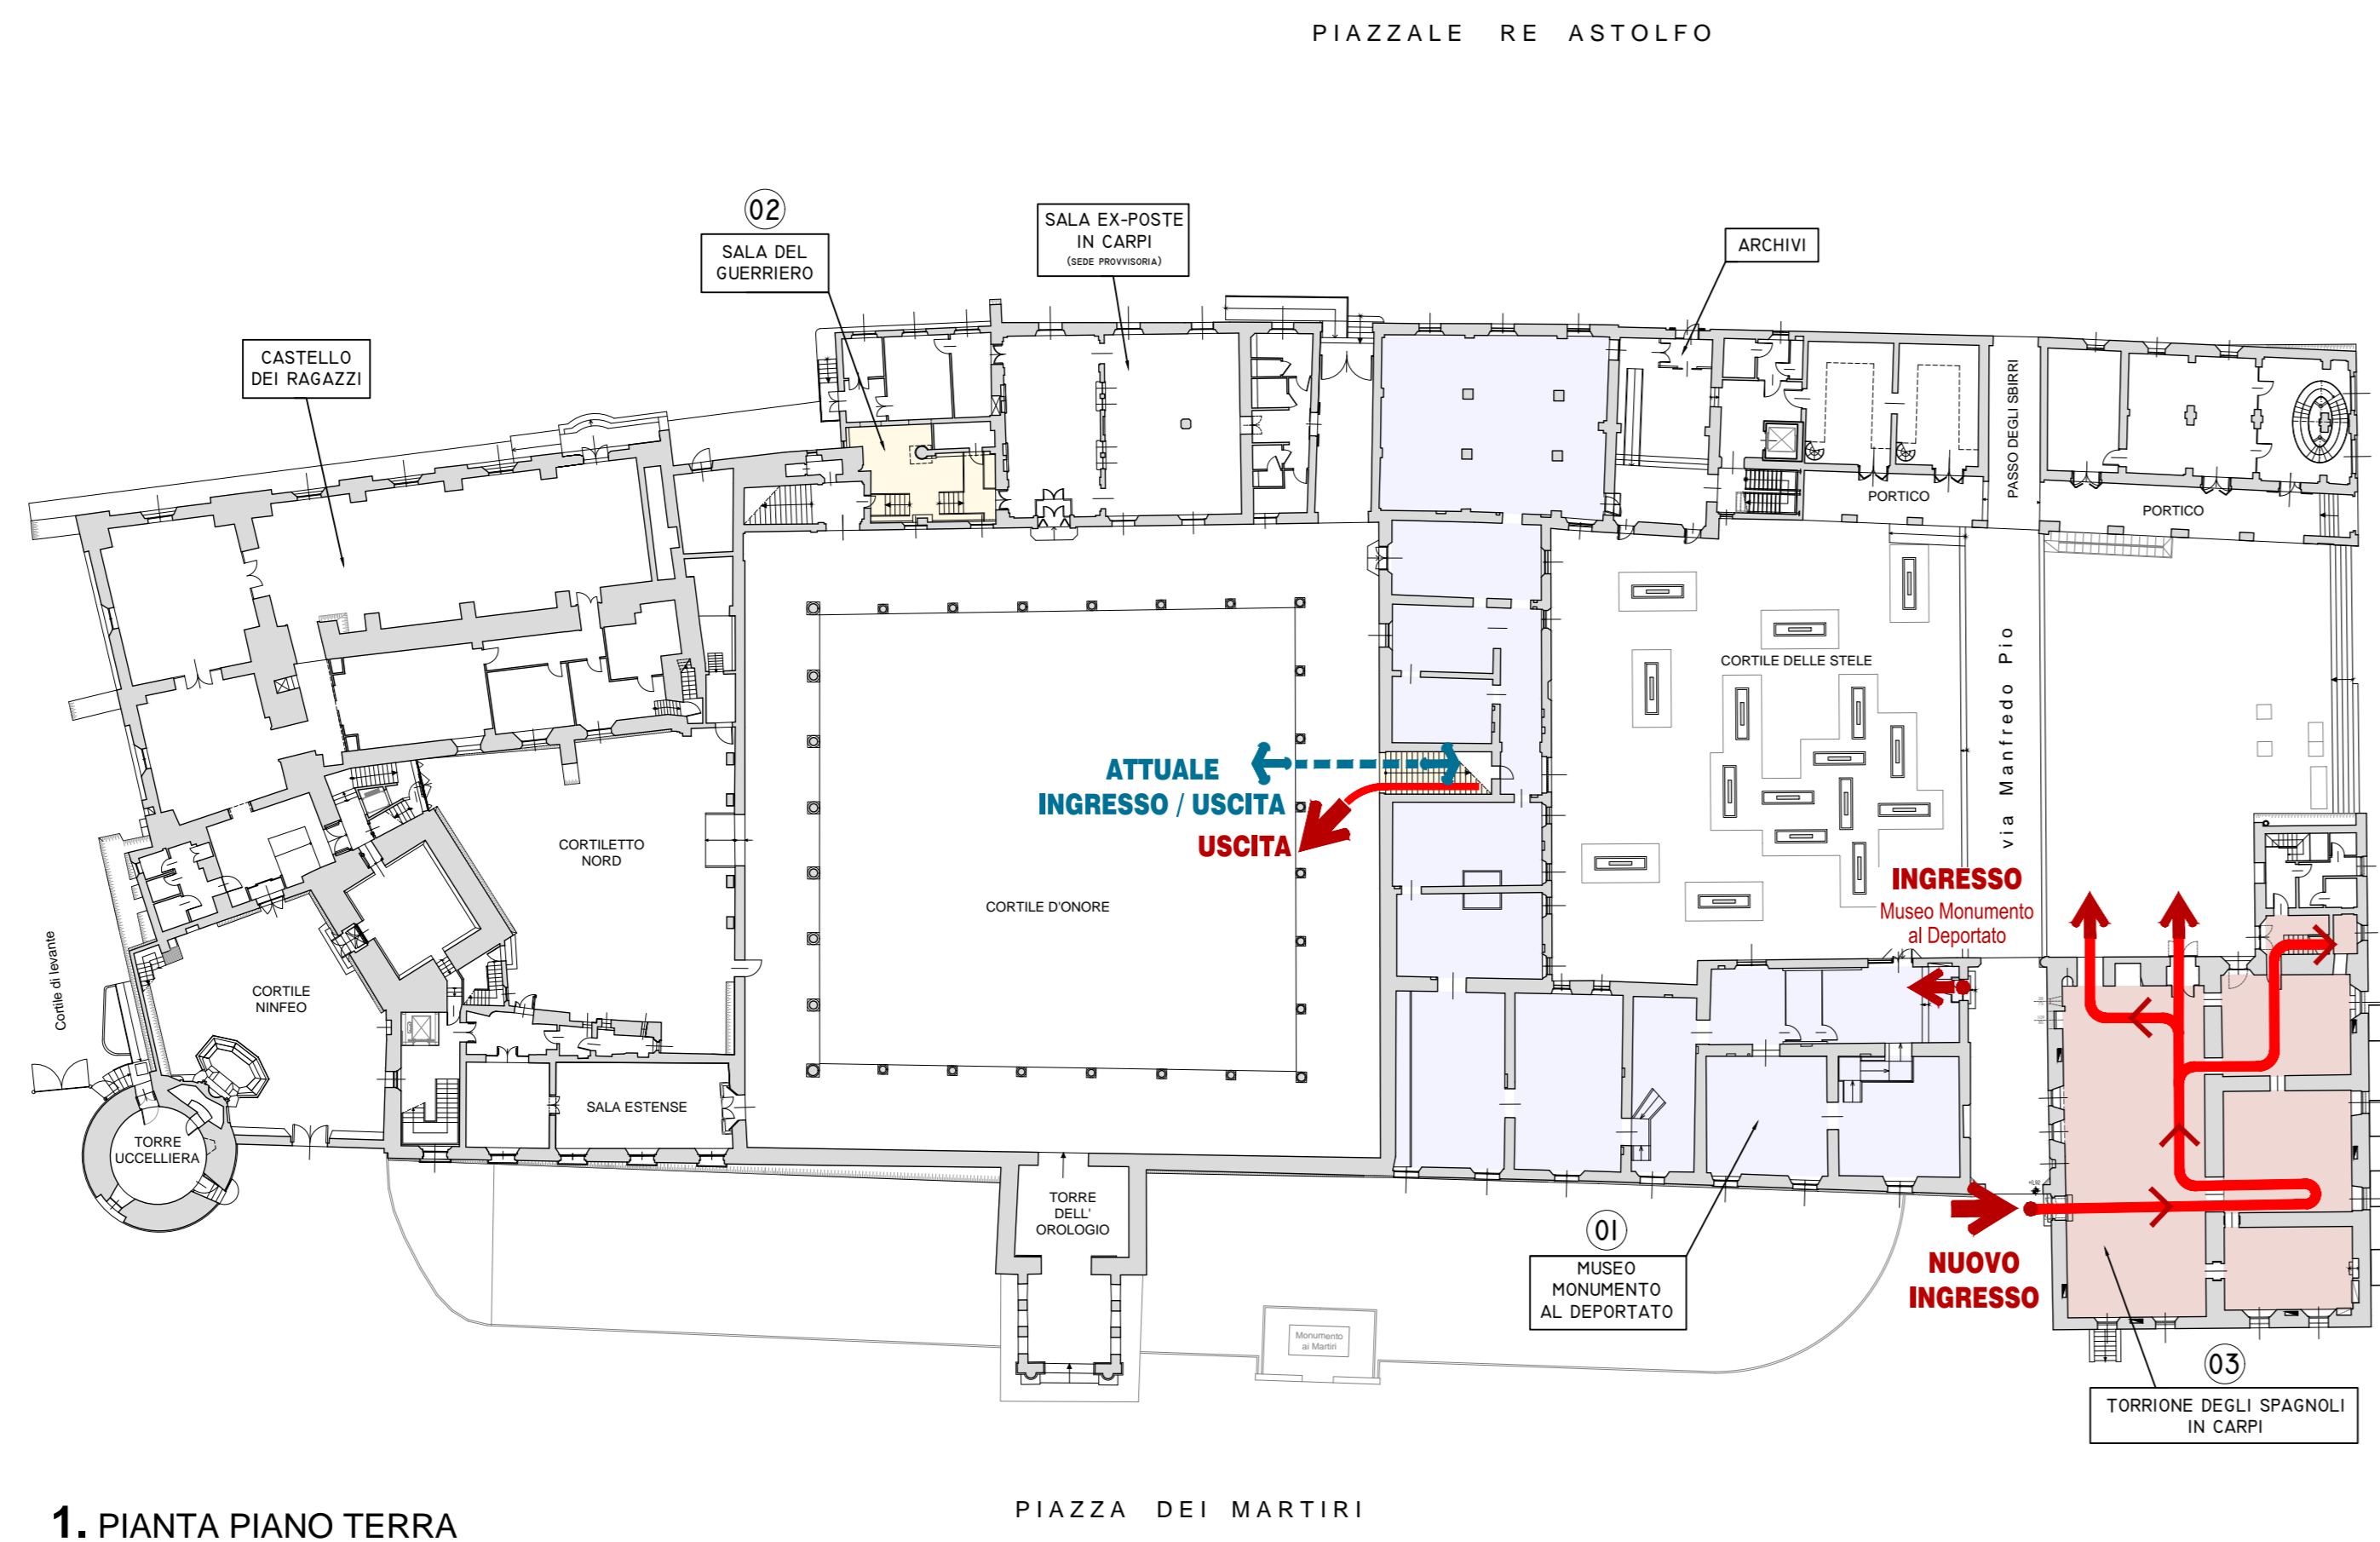 PIAZZALE RE ASTOLFO
02
SALA DEL
GUERRIERO
SALA EX-POSTE
IN CARPI
(SEDE PROVVISORIA)
ARCHIVI
CASTELLO
DEI RAGAZZI
PASSO DEGLI SBIRRI
PORTICO
PORTICO
CORTILE DELLE STELE
via Manfredo Pio
ATTUALE
INGRESSO / USCITA
USCITA
CORTILETTO
NORD
CORTILE D'ONORE
INGRESSO
Museo Monumento
al Deportato
Cortile di levante
CORTILE
NINFEO
SALA ESTENSE
TORRE
UCCELLIERA
TORRE
DELL'
OROLOGIO
01
MUSEO
MONUMENTO
AL DEPORTATO
NUOVO
INGRESSO
Monumento
ai Martiri
03
TORRIONE DEGLI SPAGNOLI
IN CARPI
PIAZZA DEI MARTIRI
1. PIANTA PIANO TERRA